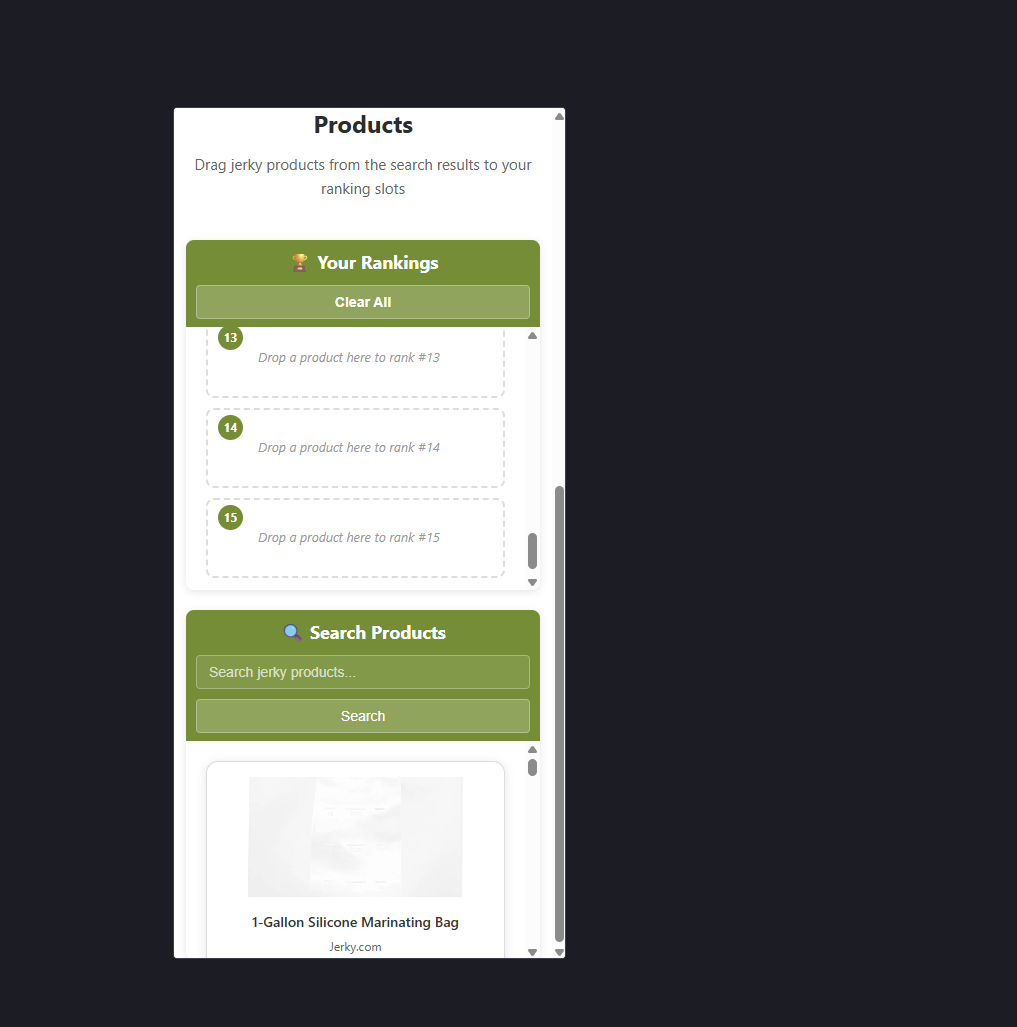 Products
Drag jerky products from the search results to your
ranking slots
🏆 Your Rankings
Clear All
13
Drop a product here to rank #13
14
Drop a product here to rank #14
15
Drop a product here to rank #15
🔍 Search Products
Search jerky products...
Search
1-Gallon Silicone Marinating Bag
Jerky.com